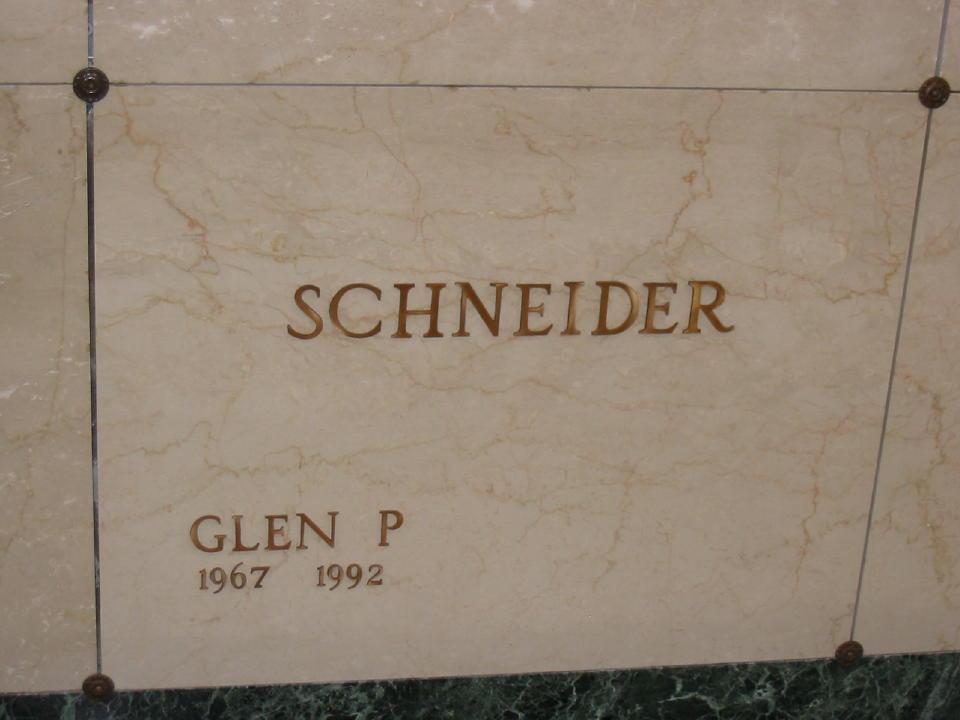 SCHNEIDER
GLEN P
1967 1992